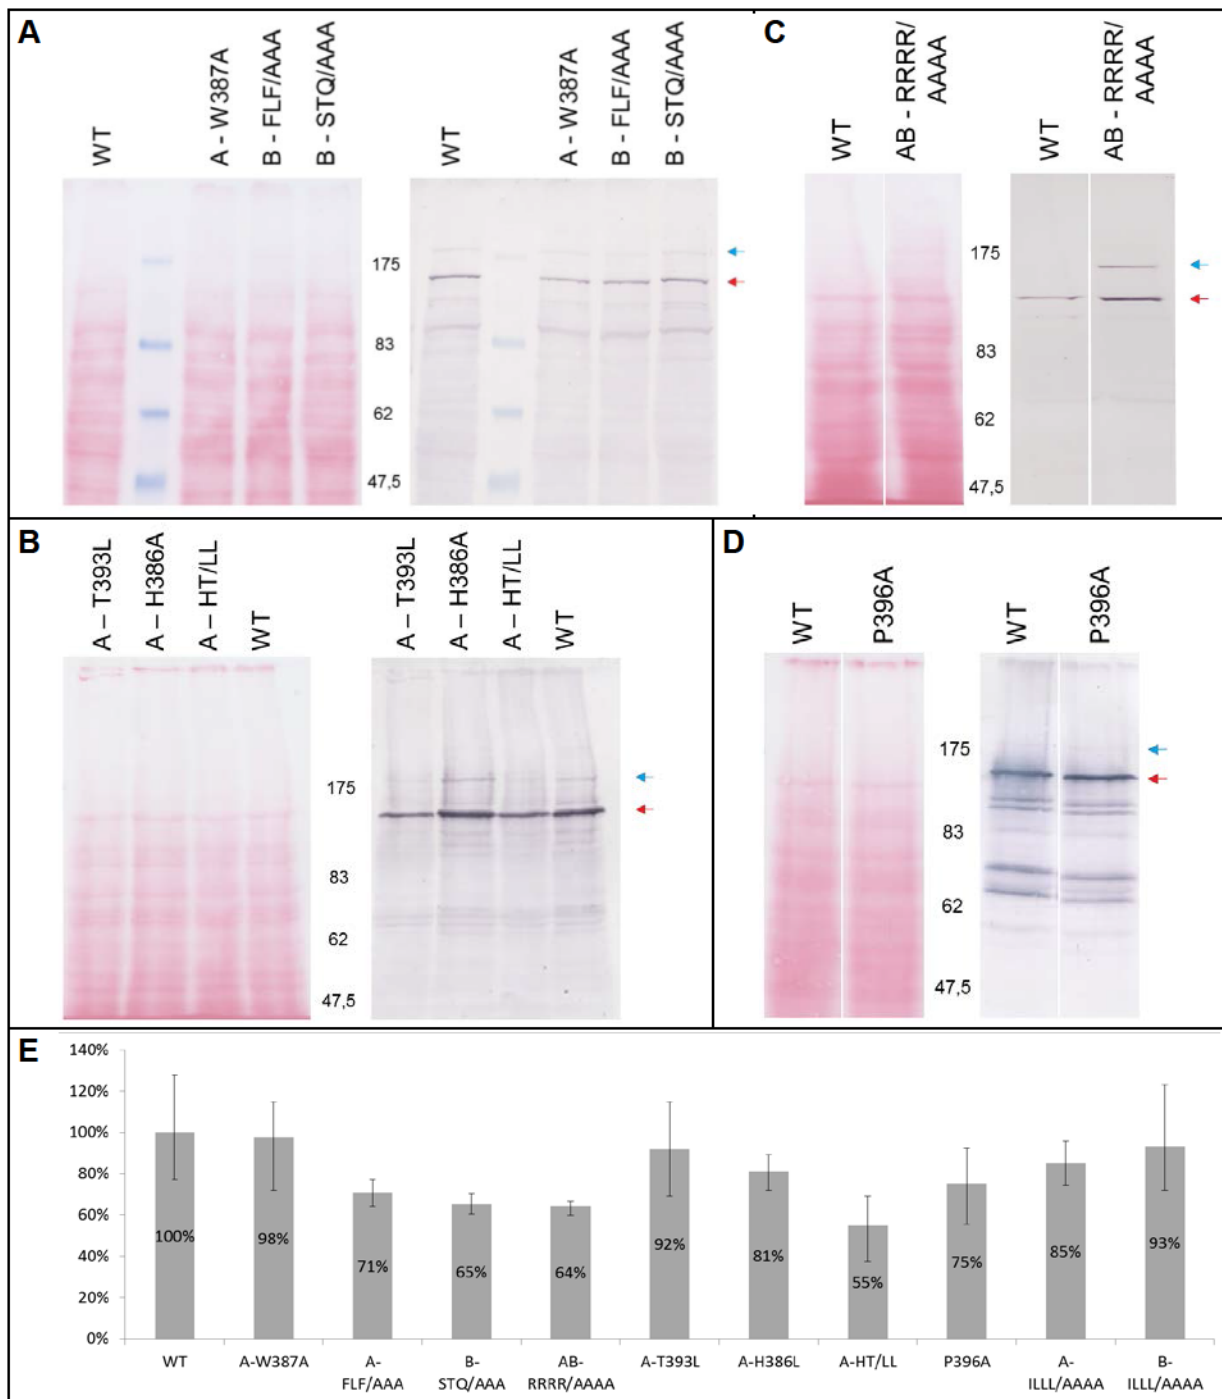 A
WT
A - W387A
B - FLF/AAA
B - STQ/AAA
WT
A - W387A
B - FLF/AAA
B - STQ/AAA
175
83
62
47,5
C
WT
AB - RRRR/
AAAA
WT
AB - RRRR/
AAAA
175
83
62
47,5
B
A – T393L
A – H386A
A – HT/LL
WT
A – T393L
A – H386A
A – HT/LL
WT
175
83
62
47,5
D
WT
P396A
WT
P396A
175
83
62
47,5
E
140%
120%
100%
80%
60%
40%
20%
0%
100%
98%
71%
65%
64%
92%
81%
55%
75%
85%
93%
WT
A-W387A
A-
FLF/AAA
B-
STQ/AAA
AB-
RRRR/AAAA
A-T393L
A-H386L
A-HT/LL
P396A
A-
ILLL/AAAA
B-
ILLL/AAAA